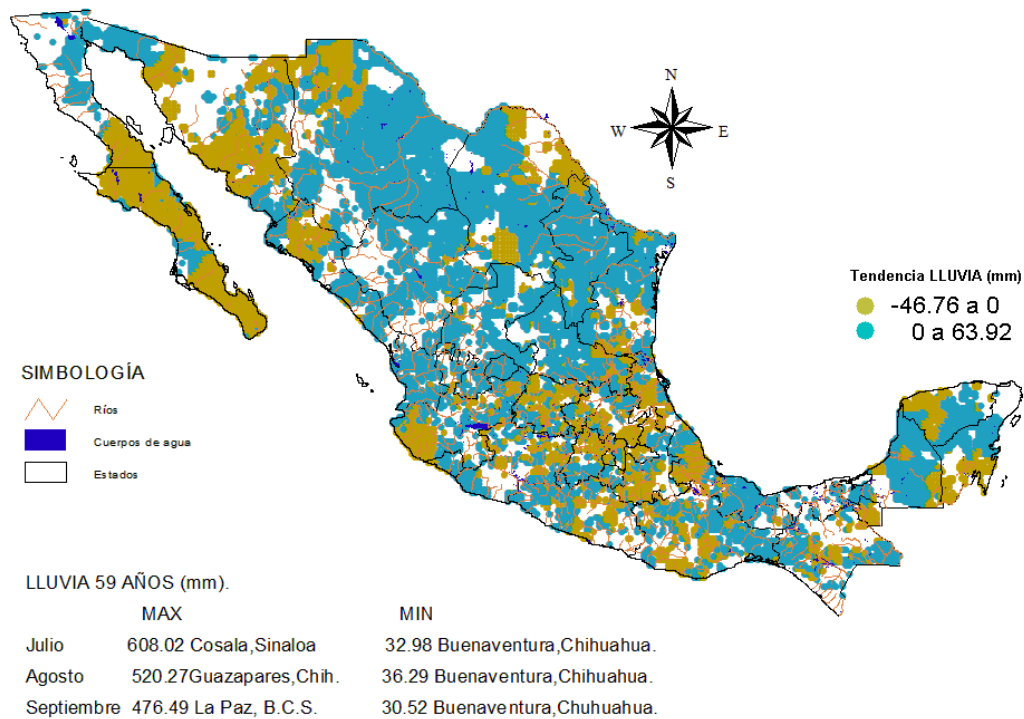 N
W
E
S
Tendencia LLUVIA (mm)
-46.76 a 0
0 a 63.92
SIMBOLOGÍA
Ríos
Cuerpos de agua
Estados
LLUVIA 59 AÑOS (mm).
MAX MIN
Julio 608.02 Cosala,Sinaloa 32.98 Buenaventura,Chihuahua.
Agosto 520.27Guazapares,Chih. 36.29 Buenaventura,Chihuahua.
Septiembre 476.49 La Paz, B.C.S. 30.52 Buenaventura,Chuhuahua.